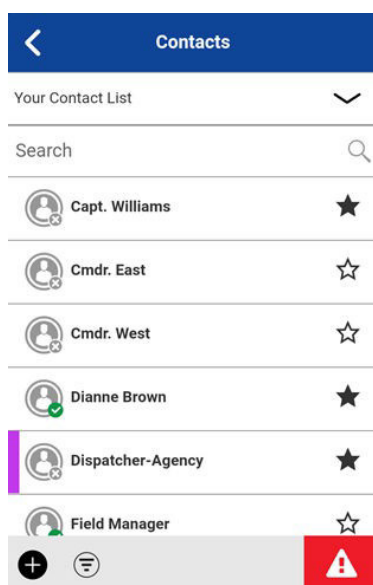 Contacts
Your Contact List
Search
Capt. Williams
Cmdr. East
Cmdr. West
Dianne Brown
Dispatcher-Agency
Field Manager